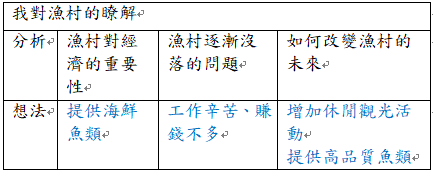 我對漁村的瞭解
分析 漁村對經 漁村逐漸沒 如何改變漁村的
濟的重要 落的問題 未來
性
想法 提供海鮮 工作辛苦、賺 增加休閒觀光活
魚類 錢不多 動
提供高品質魚類